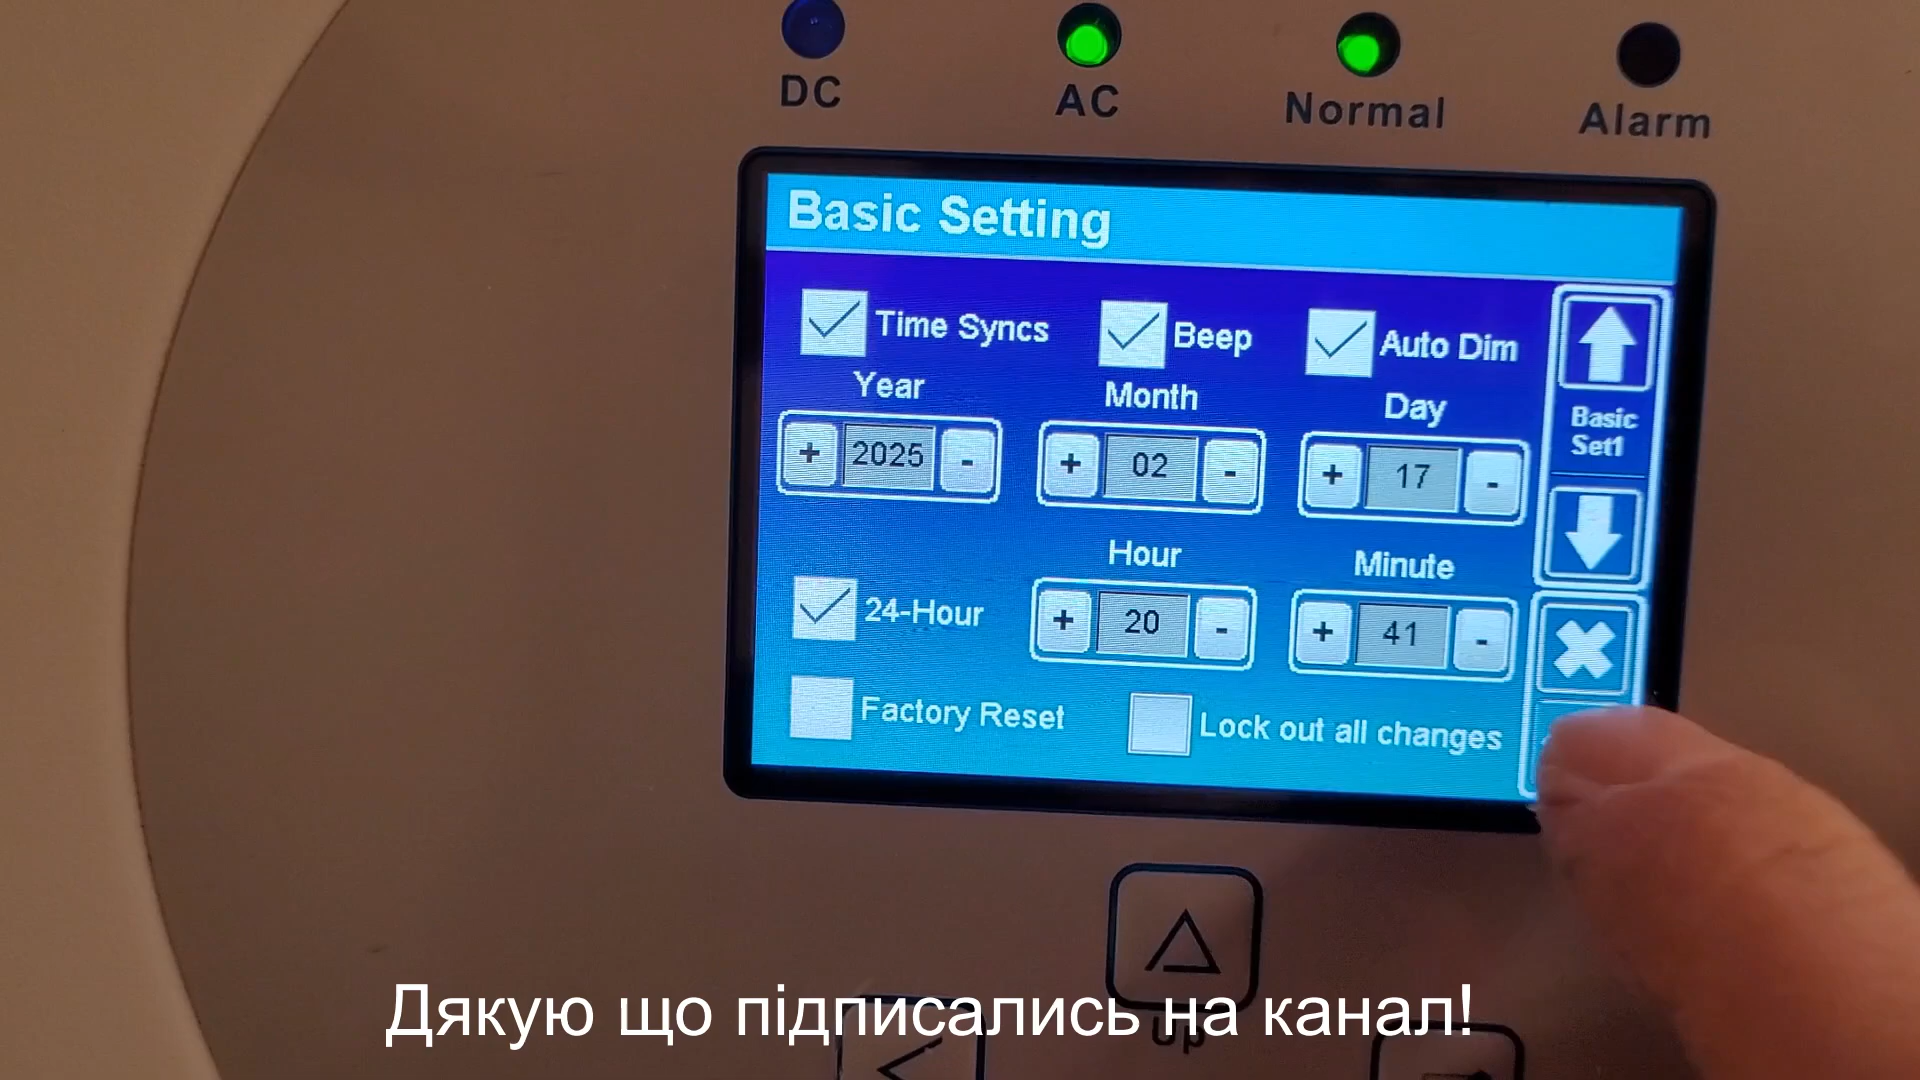 DC
AC
Normal
Alarm
Basic Setting
Time Syncs
Beep
Auto Dim
Year
Month
Day
+ 2025 -
+ 02 -
+ 17 -
Basic
Set1
Hour
Minute
24-Hour
+ 20 -
+ 41 -
Factory Reset
Lock out all changes
Дякую що підписались на канал!
Up